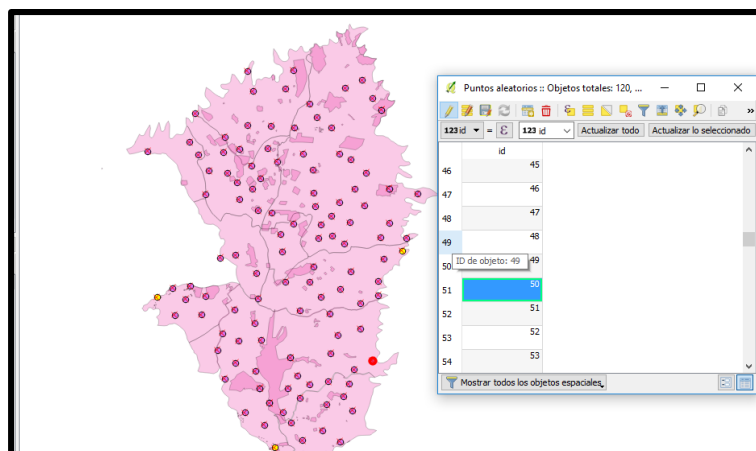 Puntos aleatorios :: Objetos totales: 120, ...
123 id = ε 123 id Actualizar todo Actualizar lo seleccionado
id
46 45
47 46
48 47
49 48
ID de objeto: 49
50 49
51 50
52 51
53 52
54 53
Mostrar todos los objetos espaciales